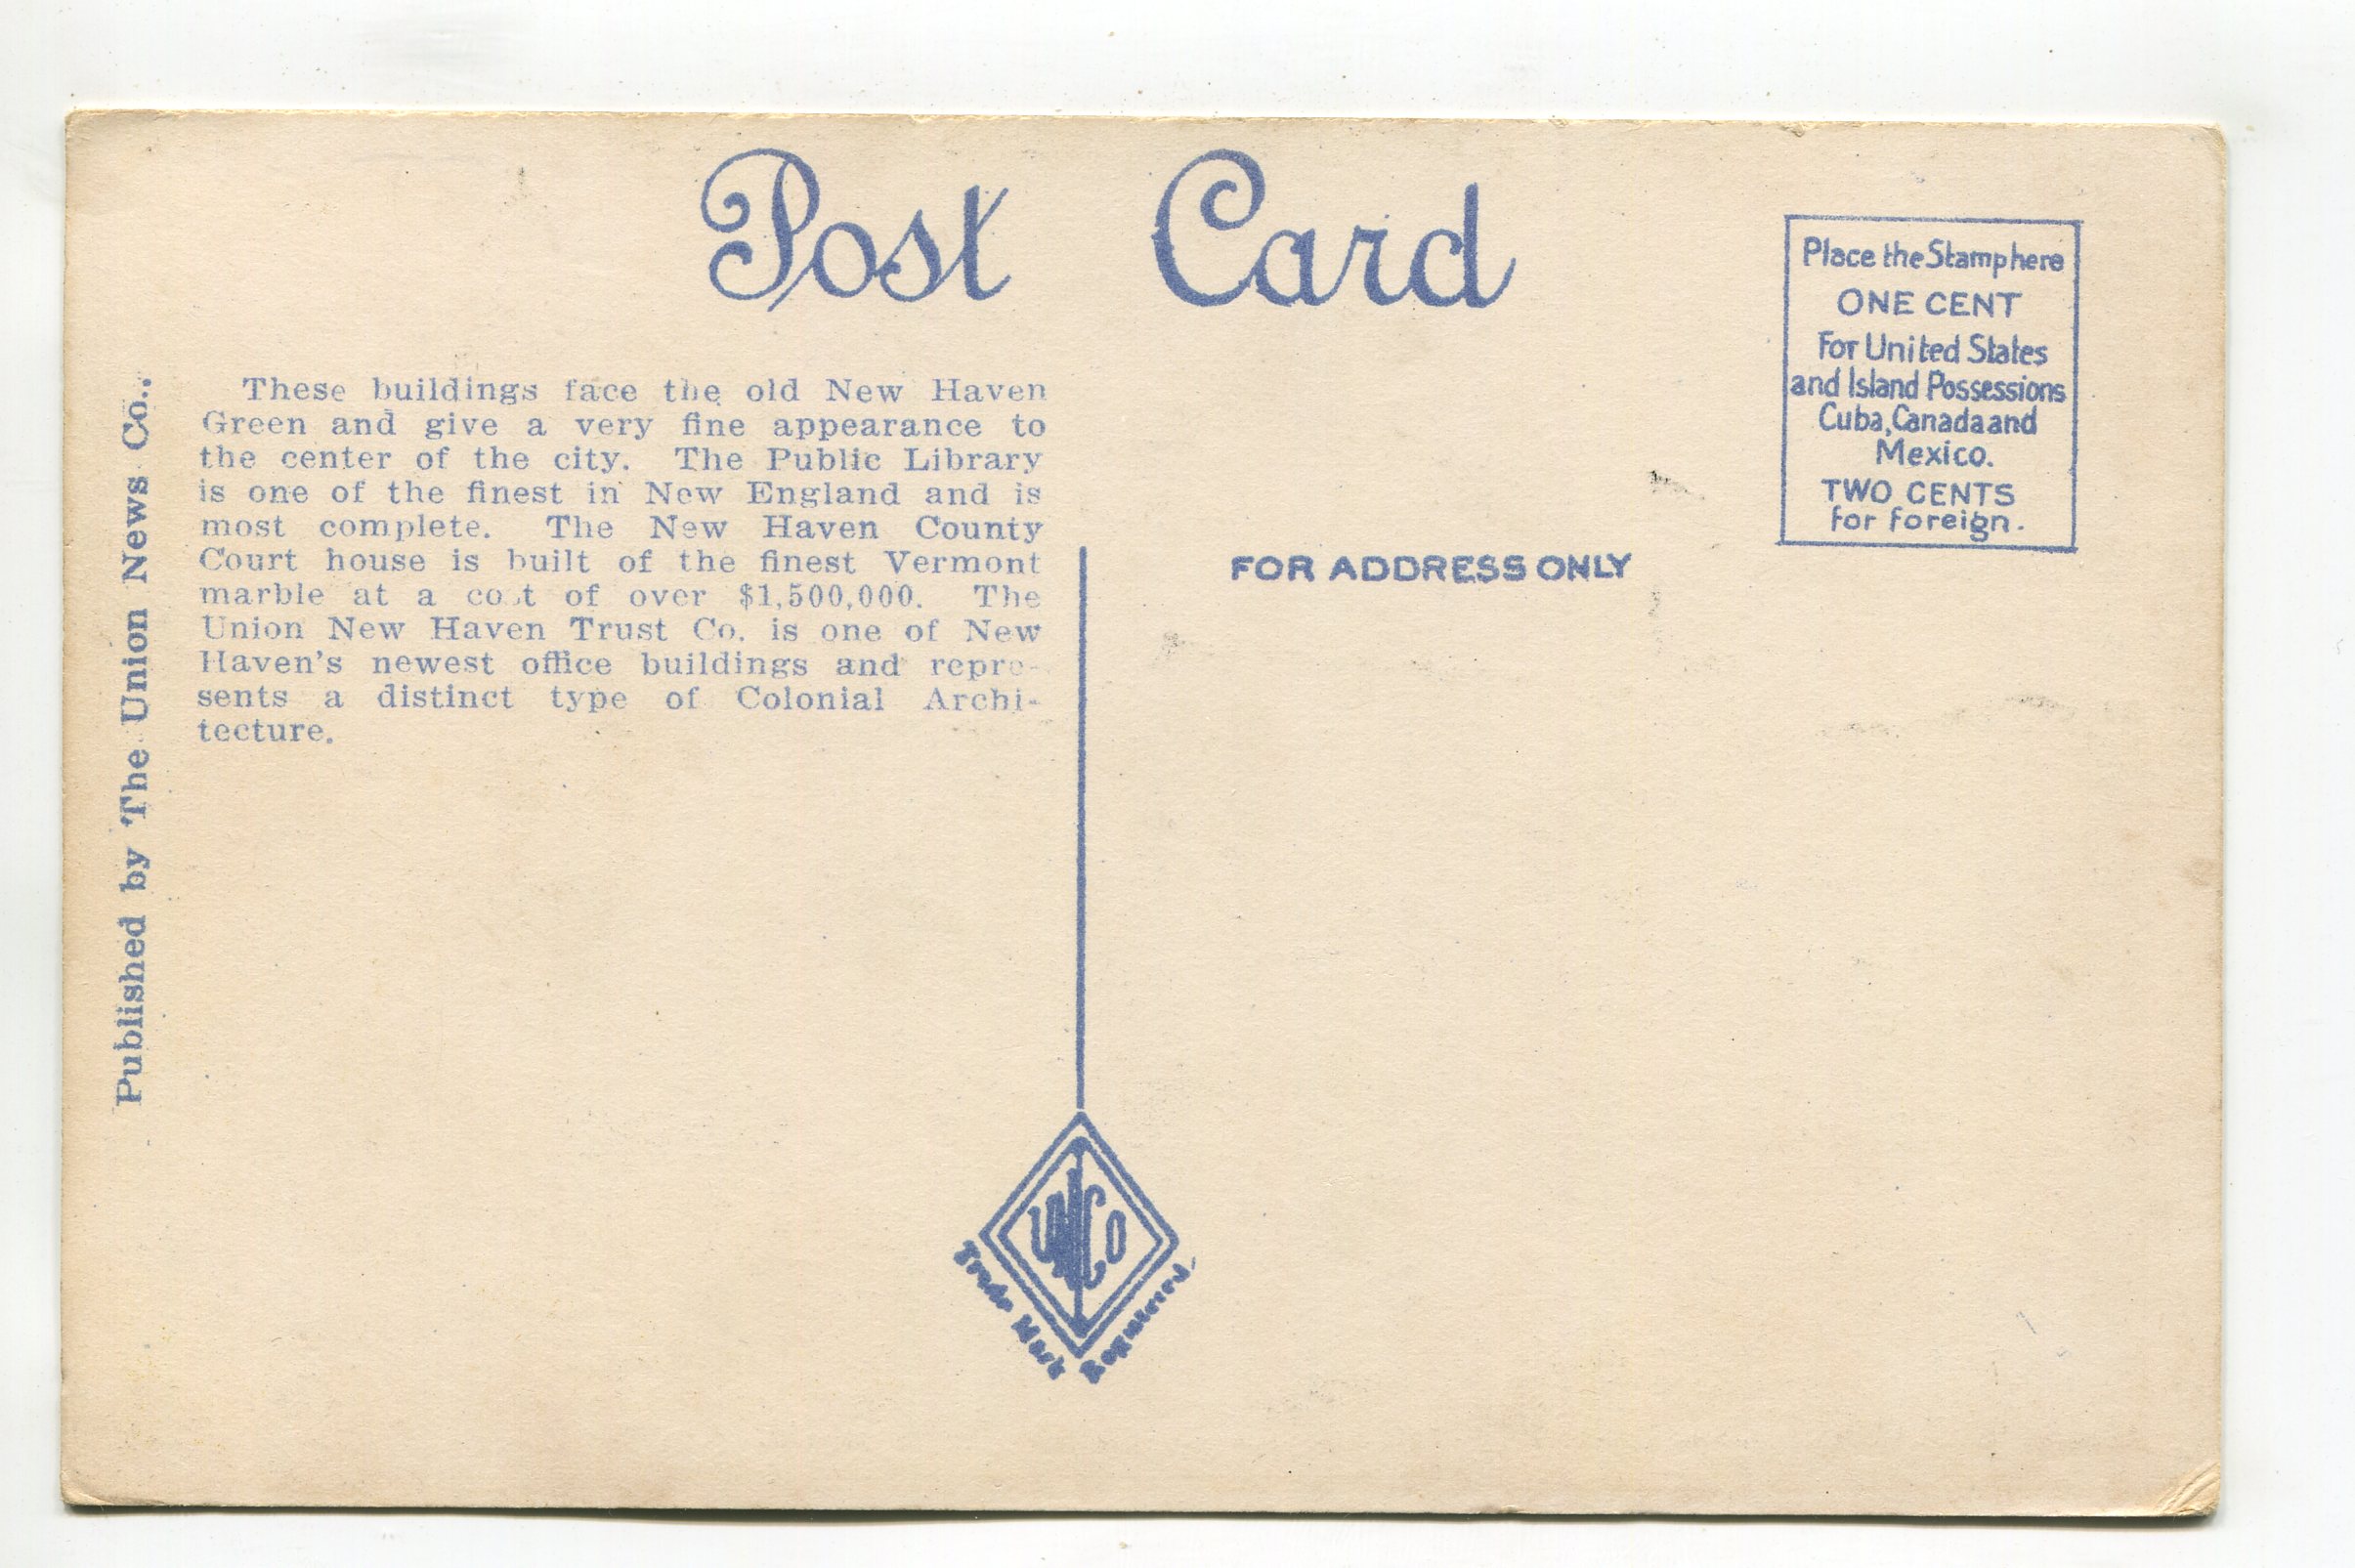 Post Card
Place the Stamp here
ONE CENT
For United States
and Island Possessions
Cuba, Canada and
Mexico.
TWO CENTS
for foreign.
Published by The Union News Co..
These buildings face the old New Haven
Green and give a very fine appearance to
the center of the city. The Public Library
is one of the finest in New England and is
most complete. The New Haven County
Court house is built of the finest Vermont
marble at a cost of over $1,500,000. The
Union New Haven Trust Co. is one of New
Haven's newest office buildings and repre-
sents a distinct type of Colonial Archi-
tecture.
FOR ADDRESS ONLY
UNCo
Trade Mark Registered.